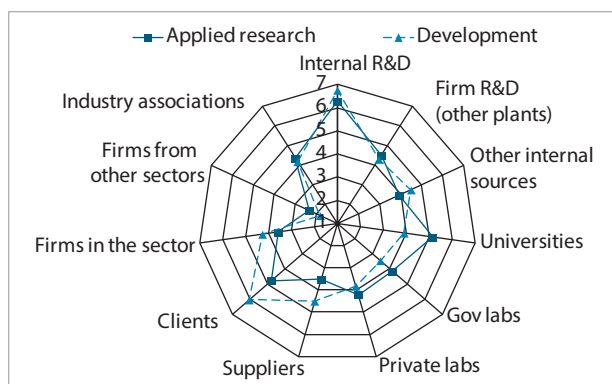 Applied research
Development
Internal R&D
Firm R&D
(other plants)
Other internal
sources
Universities
Gov labs
Private labs
Suppliers
Clients
Firms in the sector
Firms from
other sectors
Industry associations
7
6
5
4
3
2
1